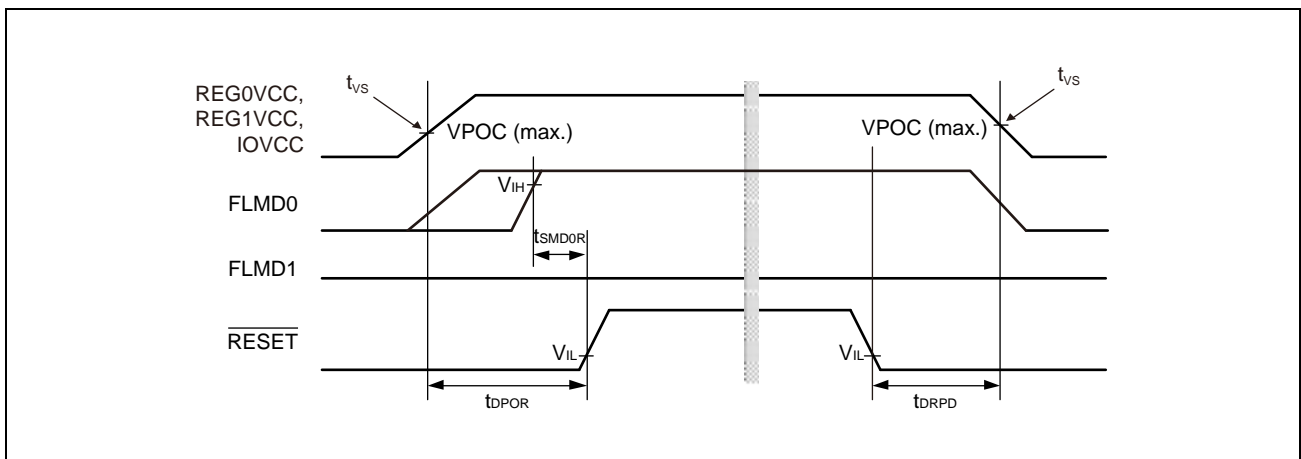 tVS
tVS
REG0VCC,
REG1VCC,
IOVCC
VPOC (max.)
VPOC (max.)
VIH
FLMD0
tSMD0R
FLMD1
RESET
VIL
VIL
tDPOR
tDRPD